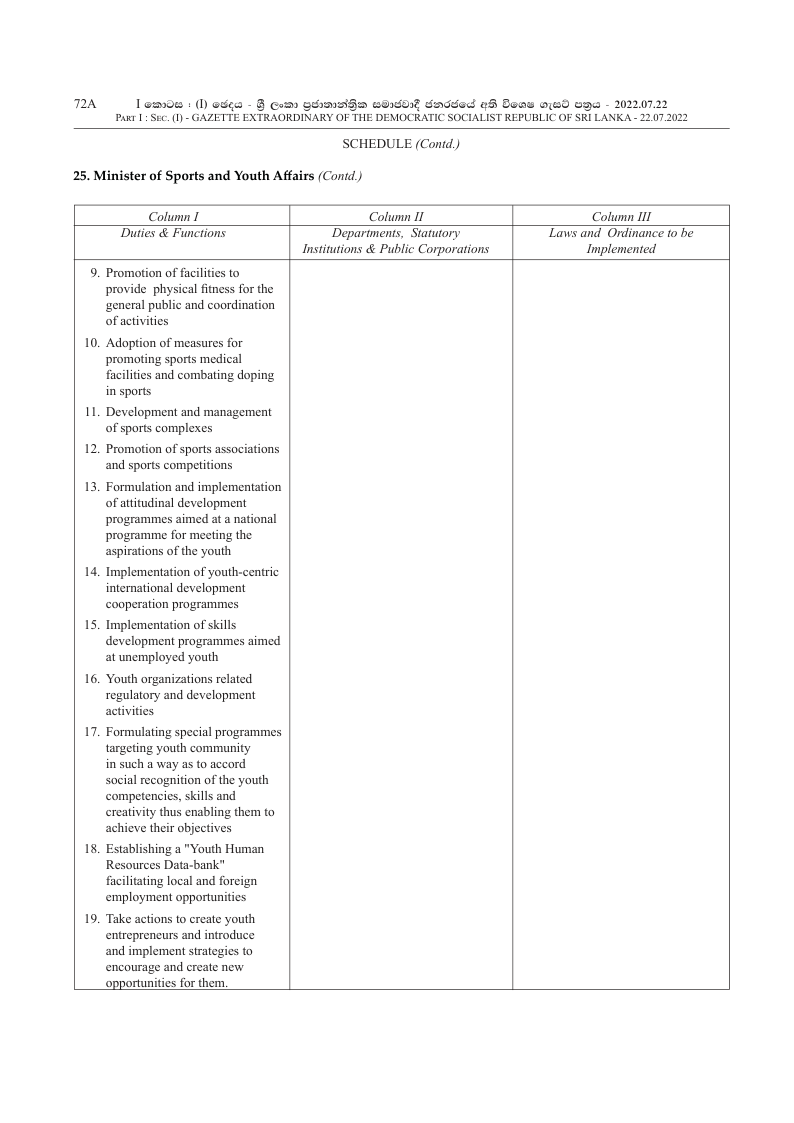 72A I කොටස : (I) ඡෙදය - ශ්‍රී ලංකා ප්‍රජාතාන්ත්‍රික සමාජවාදී ජනරජයේ අති විශෙෂ ගැසට් පත්‍රය - 2022.07.22
PART I : SEC. (I) - GAZETTE EXTRAORDINARY OF THE DEMOCRATIC SOCIALIST REPUBLIC OF SRI LANKA - 22.07.2022
SCHEDULE (Contd.)
25. Minister of Sports and Youth Affairs (Contd.)
Column I Column II Column III
Duties & Functions Departments, Statutory Laws and Ordinance to be
Institutions & Public Corporations Implemented
9. Promotion of facilities to
provide physical fitness for the
general public and coordination
of activities
10. Adoption of measures for
promoting sports medical
facilities and combating doping
in sports
11. Development and management
of sports complexes
12. Promotion of sports associations
and sports competitions
13. Formulation and implementation
of attitudinal development
programmes aimed at a national
programme for meeting the
aspirations of the youth
14. Implementation of youth-centric
international development
cooperation programmes
15. Implementation of skills
development programmes aimed
at unemployed youth
16. Youth organizations related
regulatory and development
activities
17. Formulating special programmes
targeting youth community
in such a way as to accord
social recognition of the youth
competencies, skills and
creativity thus enabling them to
achieve their objectives
18. Establishing a "Youth Human
Resources Data-bank"
facilitating local and foreign
employment opportunities
19. Take actions to create youth
entrepreneurs and introduce
and implement strategies to
encourage and create new
opportunities for them.